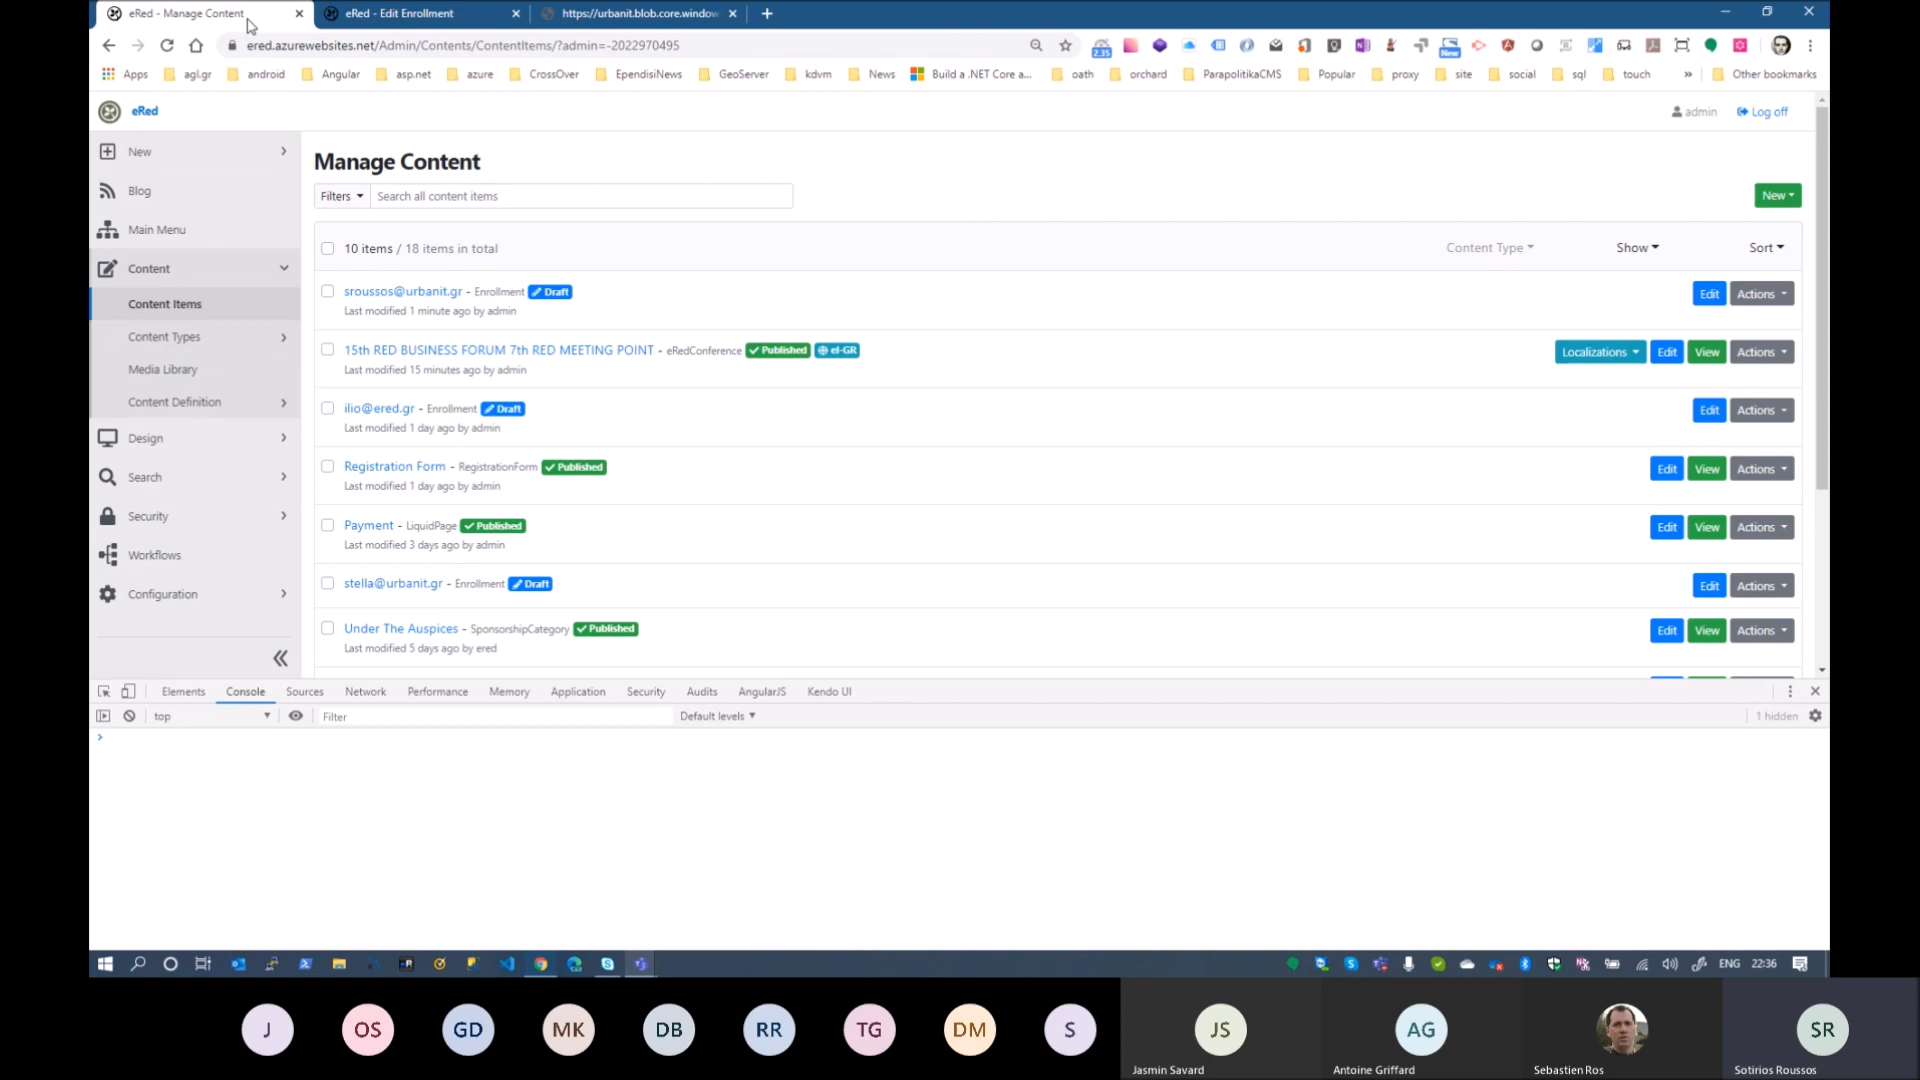 eRed - Manage Content
eRed - Edit Enrollment
https://urbanit.blob.core.window
ered.azurewebsites.net/Admin/Contents/ContentItems/?admin=-2022970495
2.35
New
Apps
agl.gr
android
Angular
asp.net
azure
CrossOver
EpendisiNews
GeoServer
kdvm
News
Build a .NET Core a...
oath
orchard
ParapolitikaCMS
Popular
proxy
site
social
sql
touch
»
Other bookmarks
eRed
admin
Log off
New
Blog
Main Menu
Content
Content Items
Content Types
Media Library
Content Definition
Design
Search
Security
Workflows
Configuration
Manage Content
Filters
Search all content items
New
10 items / 18 items in total
Content Type
Show
Sort
sroussos@urbanit.gr - Enrollment Draft
Last modified 1 minute ago by admin
Edit Actions
15th RED BUSINESS FORUM 7th RED MEETING POINT - eRedConference Published el-GR
Last modified 15 minutes ago by admin
Localizations Edit View Actions
ilio@ered.gr - Enrollment Draft
Last modified 1 day ago by admin
Edit Actions
Registration Form - RegistrationForm Published
Last modified 1 day ago by admin
Edit View Actions
Payment - LiquidPage Published
Last modified 3 days ago by admin
Edit View Actions
stella@urbanit.gr - Enrollment Draft
Edit Actions
Under The Auspices - SponsorshipCategory Published
Last modified 5 days ago by ered
Edit View Actions
Elements Console Sources Network Performance Memory Application Security Audits AngularJS Kendo UI
top
Filter
Default levels
1 hidden
ENG
22:36
J
OS
GD
MK
DB
RR
TG
DM
S
JS
AG
SR
Jasmin Savard
Antoine Griffard
Sebastien Ros
Sotirios Roussos